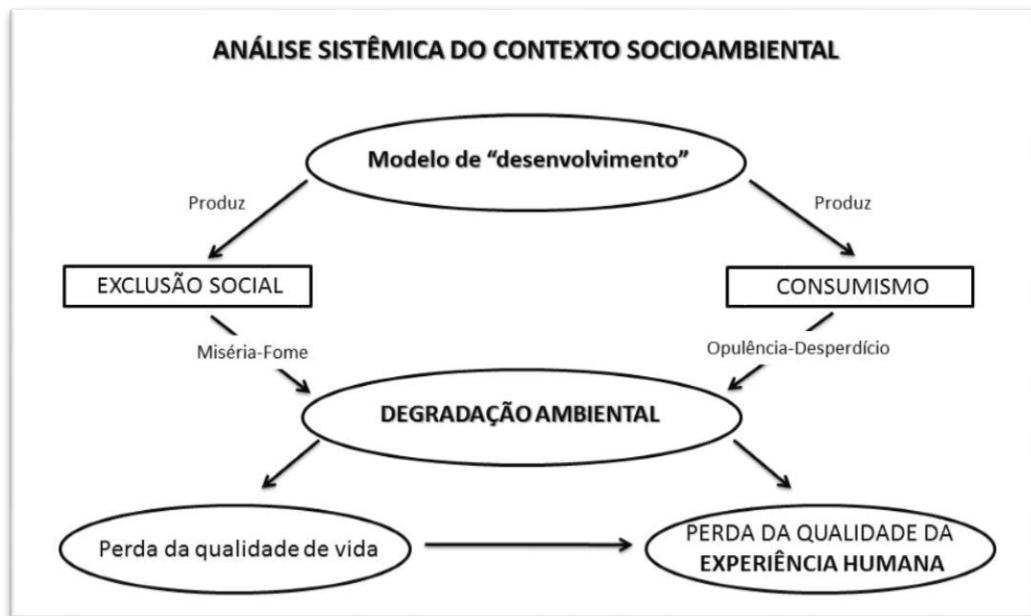 ANÁLISE SISTÊMICA DO CONTEXTO SOCIOAMBIENTAL
Modelo de “desenvolvimento”
Produz
Produz
EXCLUSÃO SOCIAL
CONSUMISMO
Miséria-Fome
Opulência-Desperdício
DEGRADAÇÃO AMBIENTAL
Perda da qualidade de vida
PERDA DA QUALIDADE DA
EXPERIÊNCIA HUMANA